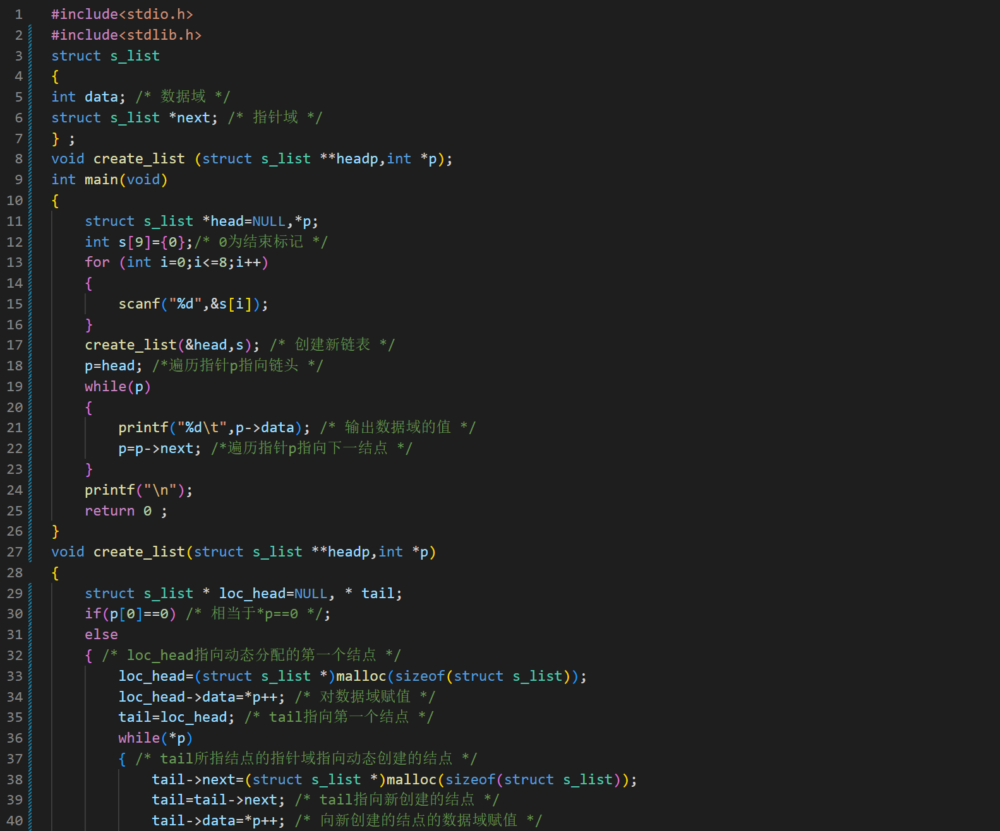 1 #include<stdio.h>
2 #include<stdlib.h>
3 struct s_list
4 {
5 int data; /* 数据域 */
6 struct s_list *next; /* 指针域 */
7 } ;
8 void create_list (struct s_list **headp,int *p);
9 int main(void)
10 {
11     struct s_list *head=NULL,*p;
12     int s[9]={0};/* 0为结束标记 */
13     for (int i=0;i<=8;i++)
14     {
15         scanf("%d",&s[i]);
16     }
17     create_list(&head,s); /* 创建新链表 */
18     p=head; /*遍历指针p指向链头 */
19     while(p)
20     {
21         printf("%d\t",p->data); /* 输出数据域的值 */
22         p=p->next; /*遍历指针p指向下一结点 */
23     }
24     printf("\n");
25     return 0 ;
26 }
27 void create_list(struct s_list **headp,int *p)
28 {
29     struct s_list * loc_head=NULL, * tail;
30     if(p[0]==0) /* 相当于*p==0 */;
31     else
32     { /* loc_head指向动态分配的第一个结点 */
33         loc_head=(struct s_list *)malloc(sizeof(struct s_list));
34         loc_head->data=*p++; /* 对数据域赋值 */
35         tail=loc_head; /* tail指向第一个结点 */
36         while(*p)
37         { /* tail所指结点的指针域指向动态创建的结点 */
38             tail->next=(struct s_list *)malloc(sizeof(struct s_list));
39             tail=tail->next; /* tail指向新创建的结点 */
40             tail->data=*p++; /* 向新创建的结点的数据域赋值 */